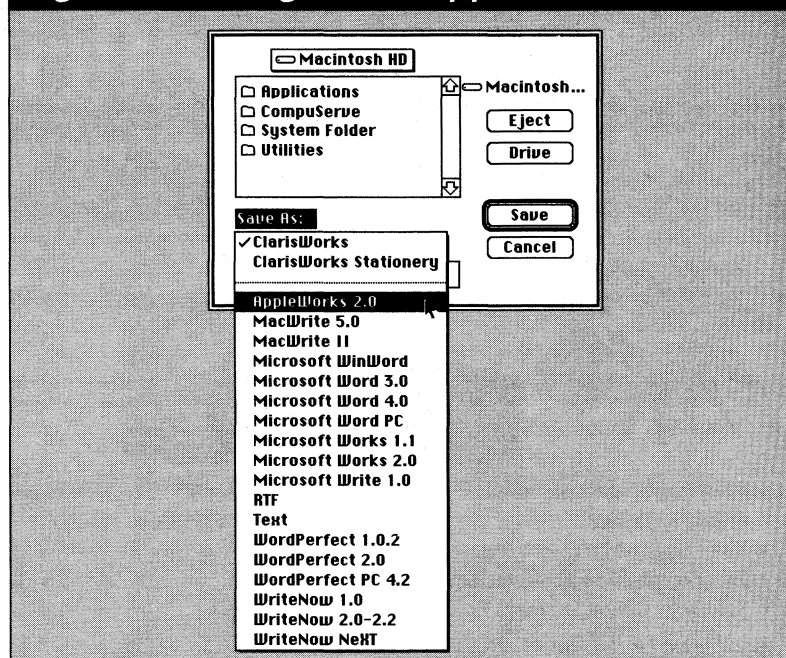 Macintosh HD
Applications
CompuServe
System Folder
Utilities
Macintosh...
Eject
Drive
Save
Cancel
Save As:
✓ClarisWorks
ClarisWorks Stationery
AppleWorks 2.0
MacWrite 5.0
MacWrite II
Microsoft WinWord
Microsoft Word 3.0
Microsoft Word 4.0
Microsoft Word PC
Microsoft Works 1.1
Microsoft Works 2.0
Microsoft Write 1.0
RTF
Text
WordPerfect 1.0.2
WordPerfect 2.0
WordPerfect PC 4.2
WriteNow 1.0
WriteNow 2.0-2.2
WriteNow NeXT